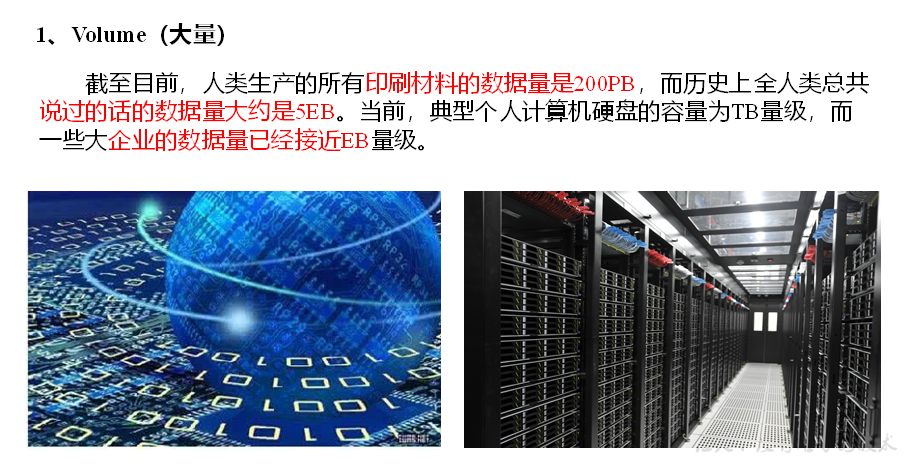 1、Volume（大量）
截至目前，人类生产的所有印刷材料的数据量是200PB，而历史上全人类总共
说过的话的数据量大约是5EB。当前，典型个人计算机硬盘的容量为TB量级，而
一些大企业的数据量已经接近EB量级。